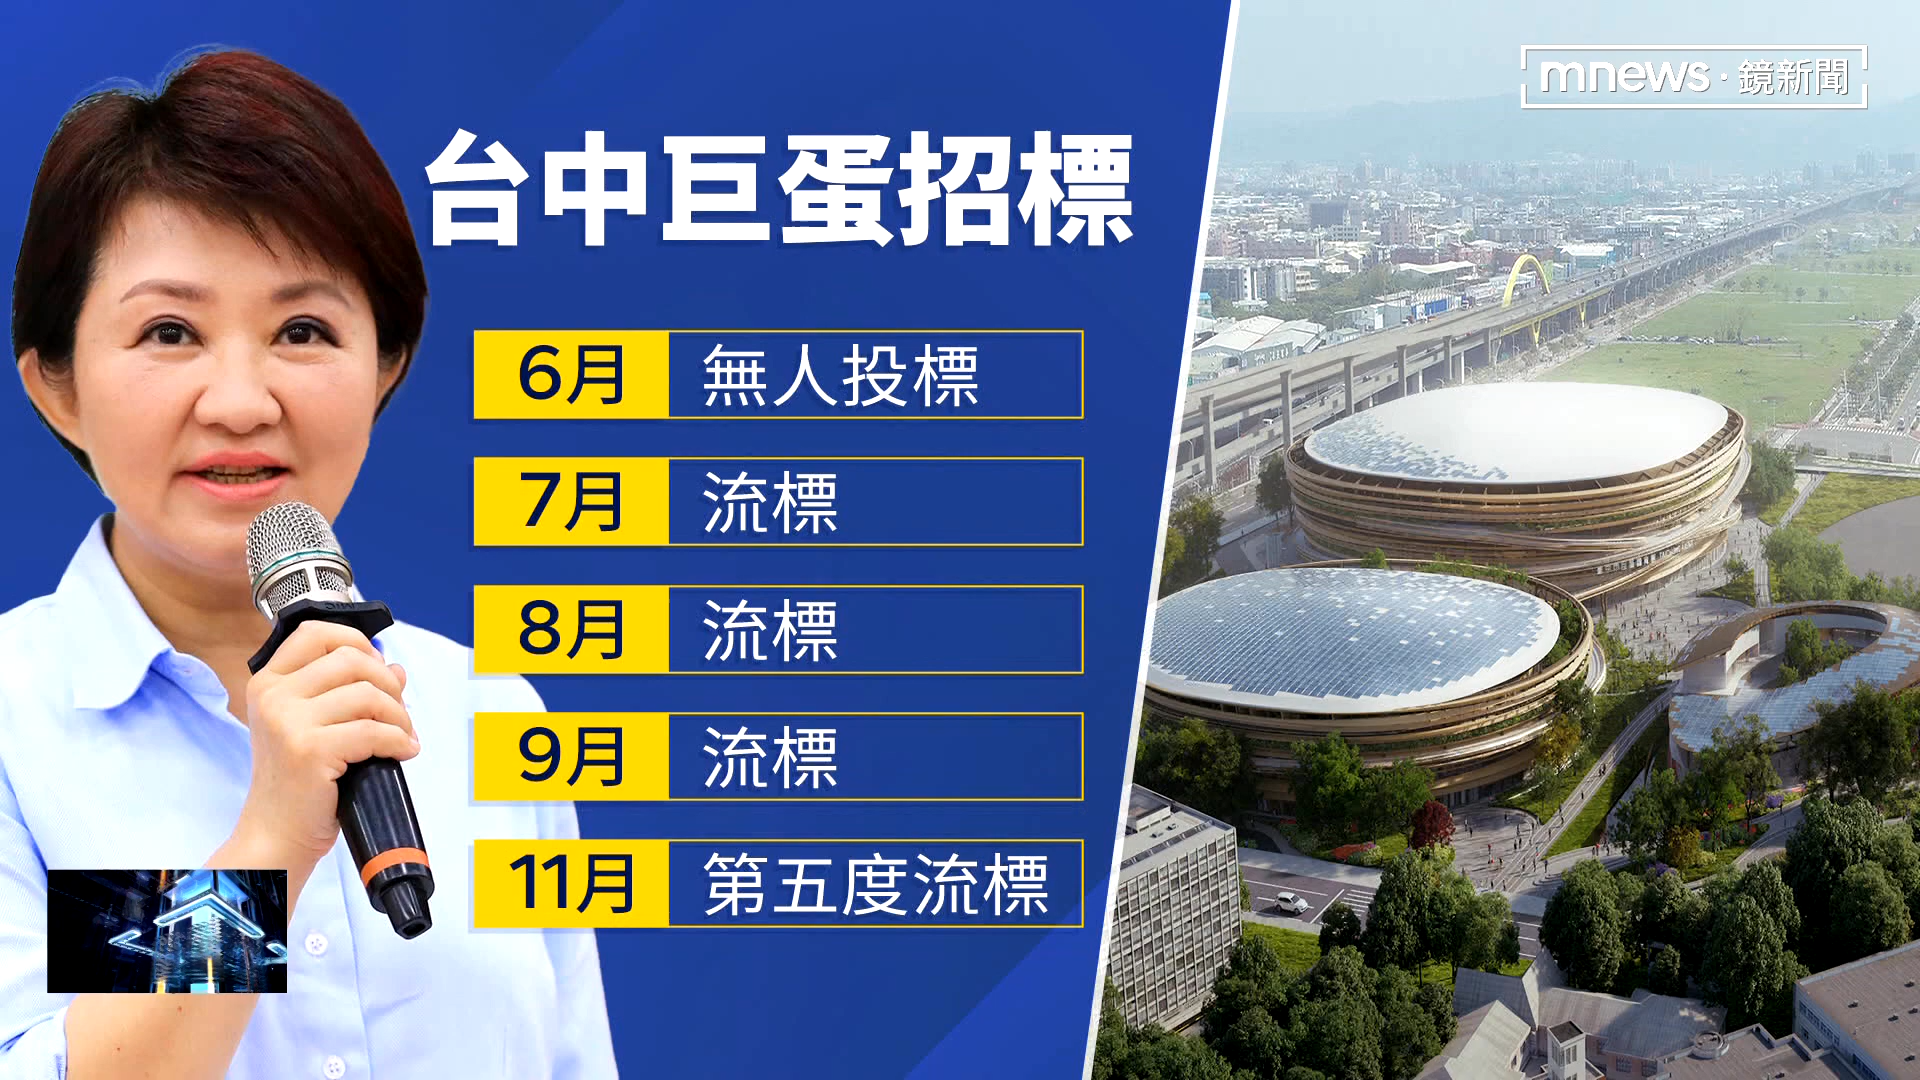 mnews·鏡新聞
台中巨蛋招標
6月 無人投標
7月 流標
8月 流標
9月 流標
11月 第五度流標
MIC